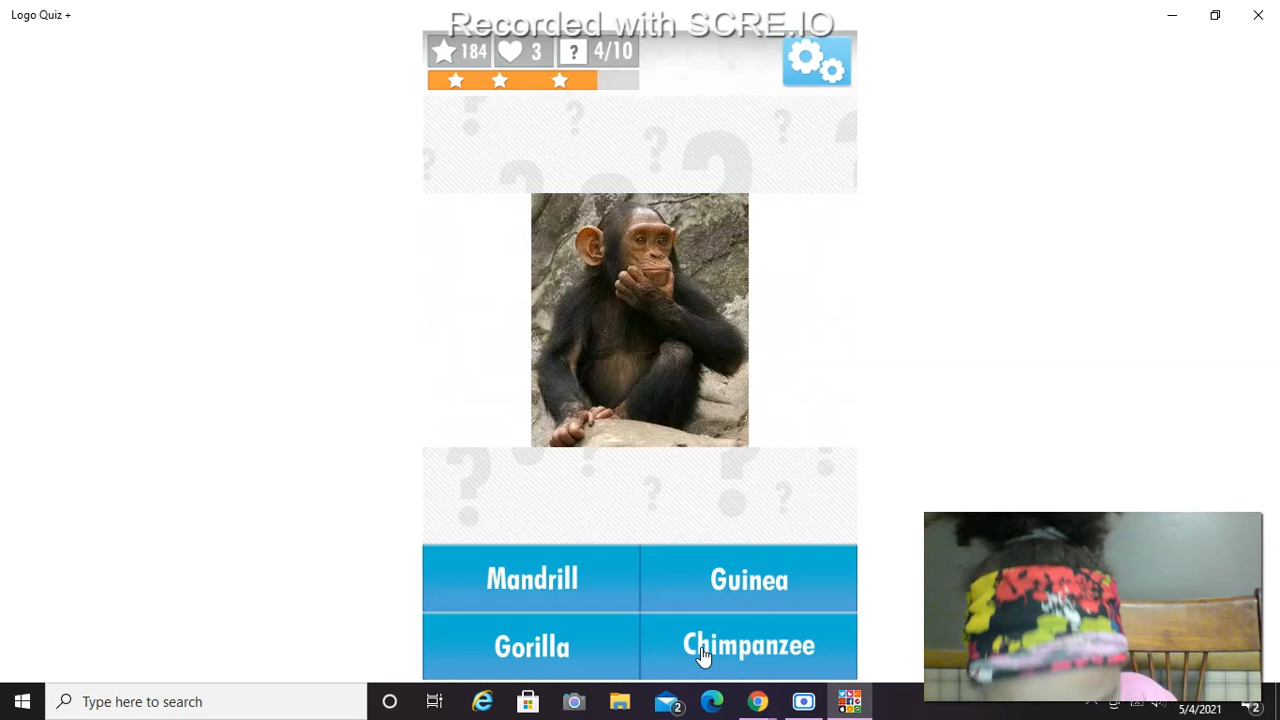 Logo Quiz +
Recorded with SCRE.IO
184 3 ? 4/10
Mandrill Guinea
Gorilla Chimpanzee
Type here to search
2
5/4/2021
2